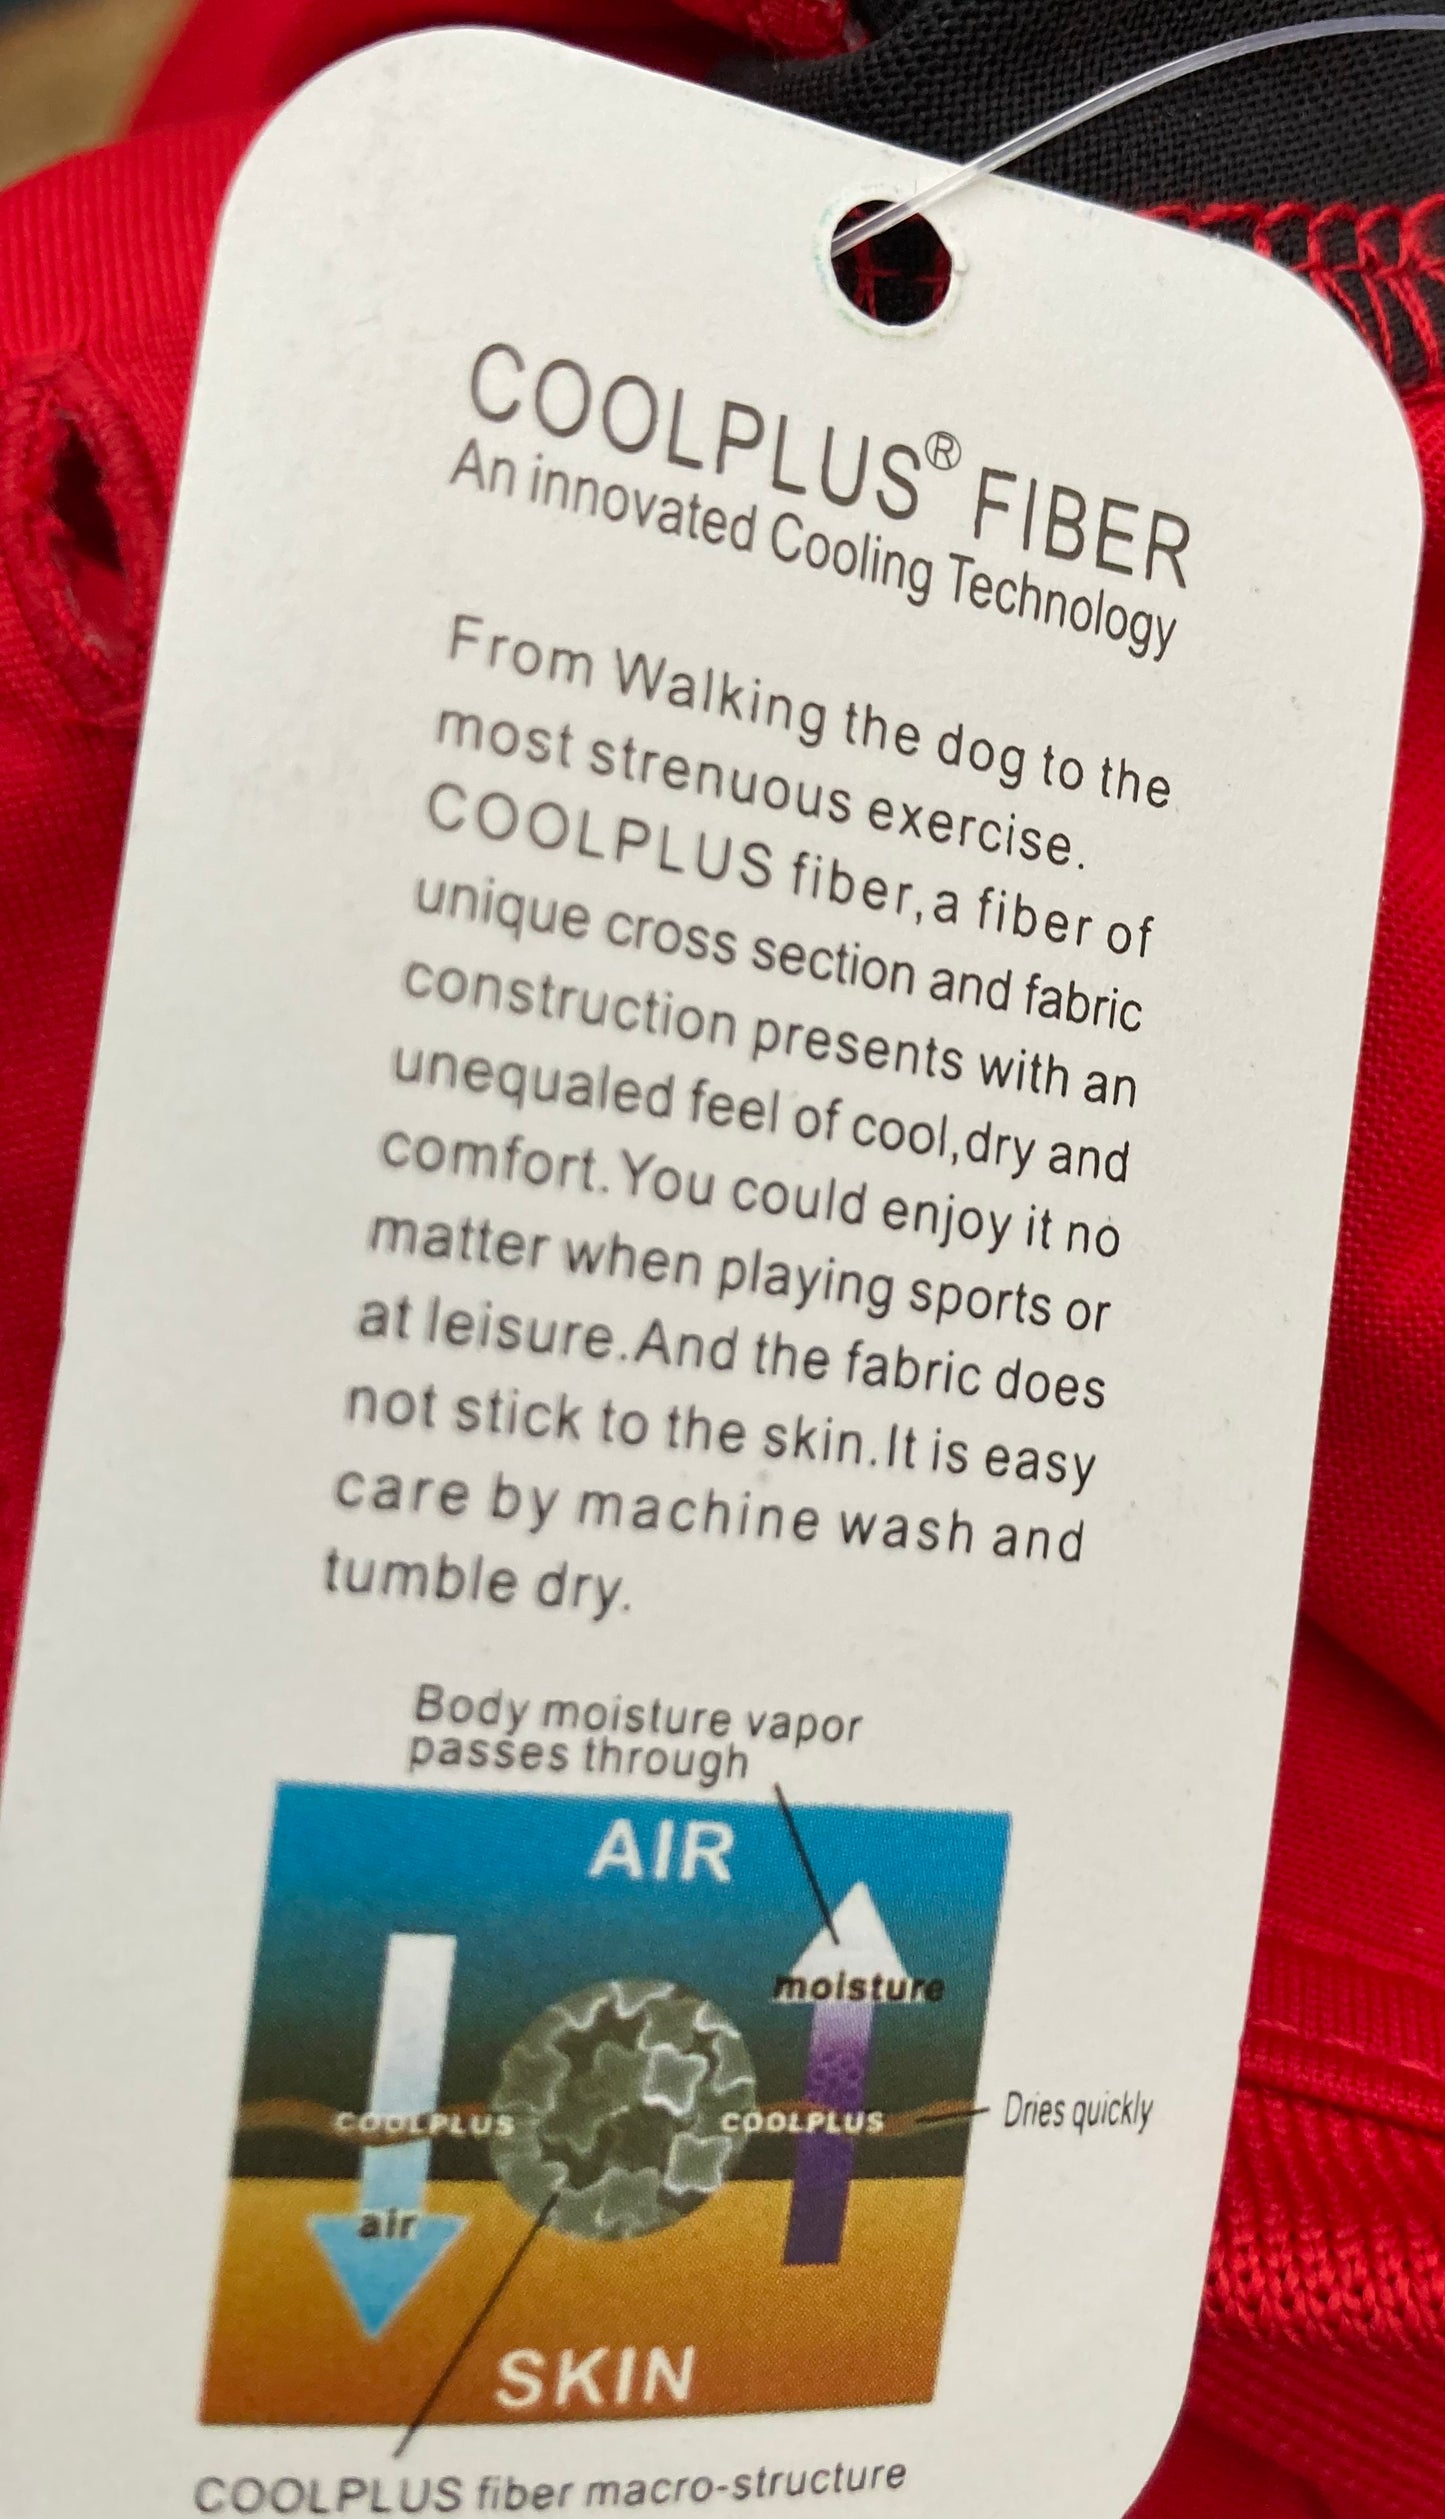 COOLPLUS® FIBER
An innovated Cooling Technology
From Walking the dog to the
most strenuous exercise.
COOLPLUS fiber,a fiber of
unique cross section and fabric
construction presents with an
unequaled feel of cool,dry and
comfort.You could enjoy it no
matter when playing sports or
at leisure.And the fabric does
not stick to the skin.It is easy
care by machine wash and
tumble dry.
Body moisture vapor
passes through
AIR
moisture
COOLPLUS
COOLPLUS
Dries quickly
air
SKIN
COOLPLUS fiber macro-structure